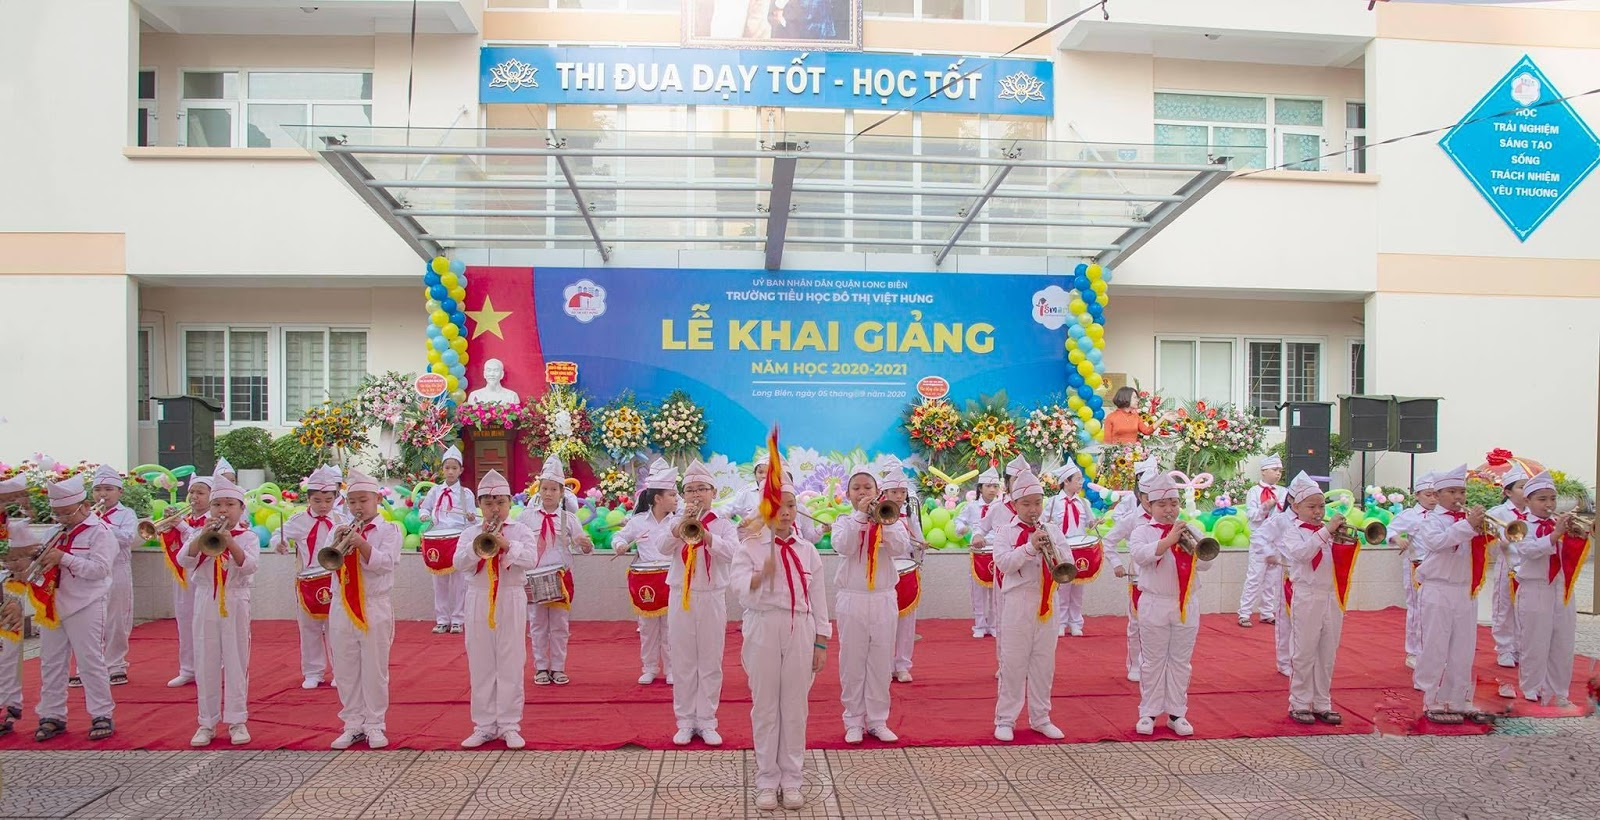 THI ĐUA DẠY TỐT - HỌC TỐT
HỌC
TRẢI NGHIỆM
SÁNG TẠO
SỐNG
TRÁCH NHIỆM
YÊU THƯƠNG
UỶ BAN NHÂN DÂN QUẬN LONG BIÊN
TRƯỜNG TIỂU HỌC ĐÔ THỊ VIỆT HƯNG
LỄ KHAI GIẢNG
NĂM HỌC 2020-2021
Long Biên, ngày 05 tháng 9 năm 2020